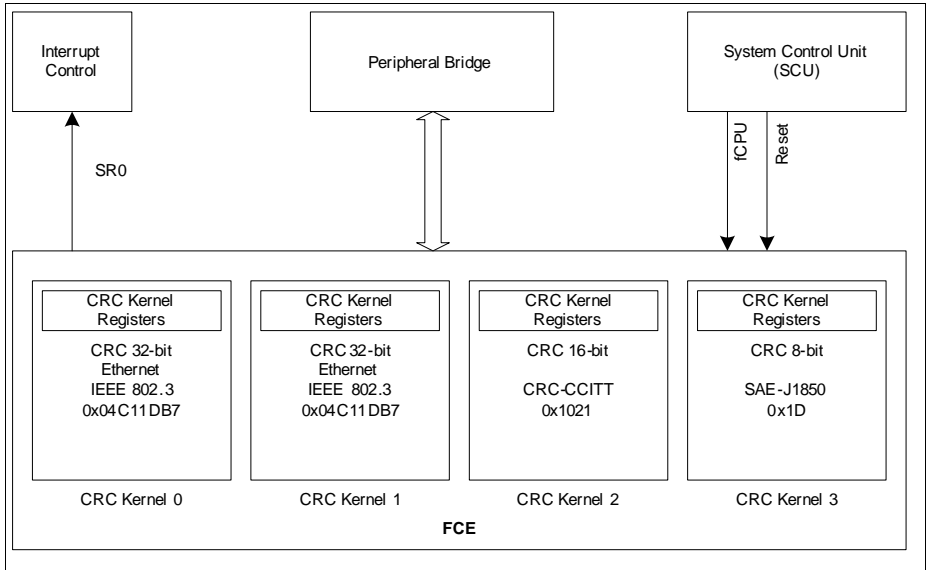 Interrupt
Control
Peripheral Bridge
System Control Unit
(SCU)
SR0
fCPU
Reset
CRC Kernel
Registers
CRC 32-bit
Ethernet
IEEE 802.3
0x04C11DB7
CRC Kernel 0
CRC Kernel
Registers
CRC 32-bit
Ethernet
IEEE 802.3
0x04C11DB7
CRC Kernel 1
CRC Kernel
Registers
CRC 16-bit
CRC-CCITT
0x1021
CRC Kernel 2
CRC Kernel
Registers
CRC 8-bit
SAE-J1850
0x1D
CRC Kernel 3
FCE